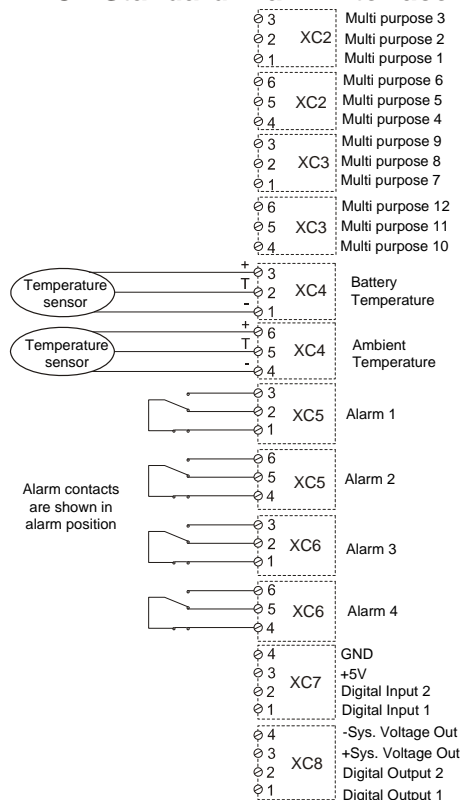 3 Multi purpose 3
2 XC2 Multi purpose 2
1 Multi purpose 1
6 Multi purpose 6
5 XC2 Multi purpose 5
4 Multi purpose 4
3 Multi purpose 9
2 XC3 Multi purpose 8
1 Multi purpose 7
6 Multi purpose 12
5 XC3 Multi purpose 11
4 Multi purpose 10
Temperature
sensor
+ 3
T 2
- 1
XC4
Battery
Temperature
Temperature
sensor
+ 6
T 5
- 4
XC4
Ambient
Temperature
3
2 XC5 Alarm 1
1
6
5 XC5 Alarm 2
4
Alarm contacts
are shown in
alarm position
3
2 XC6 Alarm 3
1
6
5 XC6 Alarm 4
4
4 GND
3 +5V
XC7
2 Digital Input 2
1 Digital Input 1
4 -Sys. Voltage Out
3 +Sys. Voltage Out
XC8
2 Digital Output 2
1 Digital Output 1